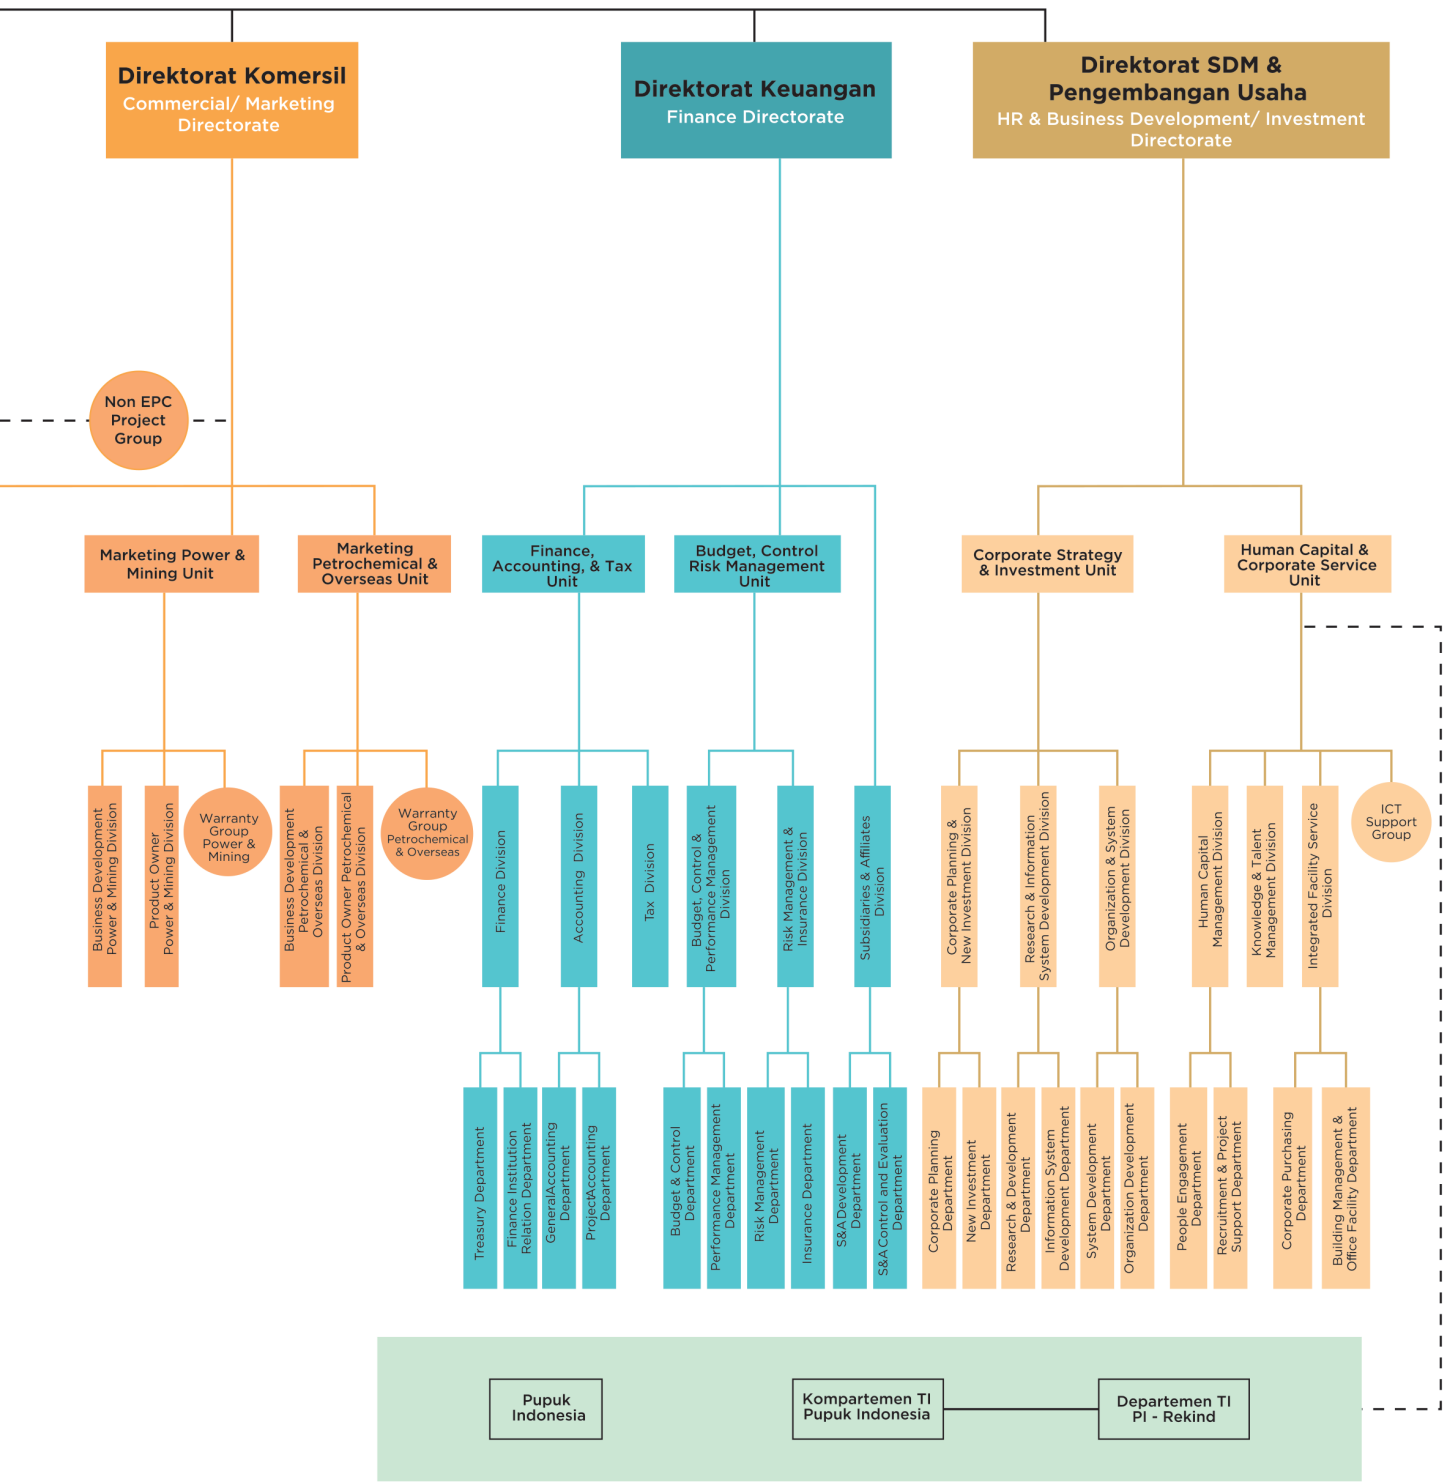 Direktorat Komersil
Commercial/ Marketing
Directorate
Direktorat Keuangan
Finance Directorate
Direktorat SDM &
Pengembangan Usaha
HR & Business Development/ Investment
Directorate
Non EPC
Project
Group
Marketing Power &
Mining Unit
Marketing
Petrochemical &
Overseas Unit
Finance,
Accounting, & Tax
Unit
Budget, Control
Risk Management
Unit
Corporate Strategy
& Investment Unit
Human Capital &
Corporate Service
Unit
Business Development
Power & Mining Division
Product Owner
Power & Mining Division
Warranty
Group
Power &
Mining
Business Development
Petrochemical &
Overseas Division
Product Owner Petrochemical
& Overseas Division
Warranty
Group
Petrochemical
& Overseas
Finance Division
Accounting Division
Tax Division
Budget, Control &
Performance Management
Division
Risk Management &
Insurance Division
Subsidiaries & Affiliates
Division
Corporate Planning &
New Investment Division
Research & Information
System Development Division
Organization & System
Development Division
Human Capital
Management Division
Knowledge & Talent
Management Division
Integrated Facility Service
Division
ICT
Support
Group
Treasury Department
Finance Institution
Relation Department
GeneralAccounting
Department
ProjectAccounting
Department
Budget & Control
Department
Performance Management
Department
Risk Management
Department
Insurance Department
S&A Development
Department
S&A Control and Evaluation
Department
Corporate Planning
Department
New Investment
Department
Research & Development
Department
Information System
Development Department
System Development
Department
Organization Development
Department
People Engagement
Department
Recruitment & Project
Support Department
Corporate Purchasing
Department
Building Management &
Office Facility Department
Pupuk
Indonesia
Kompartemen TI
Pupuk Indonesia
Departemen TI
PI - Rekind